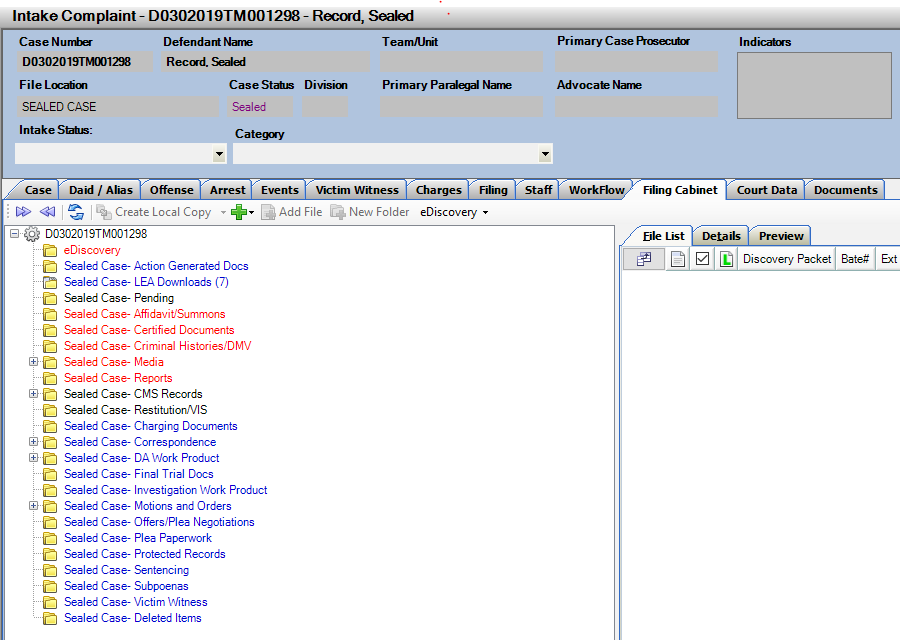 Intake Complaint - D0302019TM001298 - Record, Sealed
Case Number Defendant Name Team/Unit Primary Case Prosecutor Indicators
D0302019TM001298 Record, Sealed
File Location Case Status Division Primary Paralegal Name Advocate Name
SEALED CASE Sealed
Intake Status: Category
Case Daid / Alias Offense Arrest Events Victim Witness Charges Filing Staff WorkFlow Filing Cabinet Court Data Documents
Create Local Copy Add File New Folder eDiscovery
D0302019TM001298
File List Details Preview
eDiscovery
Discovery Packet Bate# Ext
Sealed Case- Action Generated Docs
Sealed Case- LEA Downloads (7)
Sealed Case- Pending
Sealed Case- Affidavit/Summons
Sealed Case- Certified Documents
Sealed Case- Criminal Histories/DMV
Sealed Case- Media
Sealed Case- Reports
Sealed Case- CMS Records
Sealed Case- Restitution/VIS
Sealed Case- Charging Documents
Sealed Case- Correspondence
Sealed Case- DA Work Product
Sealed Case- Final Trial Docs
Sealed Case- Investigation Work Product
Sealed Case- Motions and Orders
Sealed Case- Offers/Plea Negotiations
Sealed Case- Plea Paperwork
Sealed Case- Protected Records
Sealed Case- Sentencing
Sealed Case- Subpoenas
Sealed Case- Victim Witness
Sealed Case- Deleted Items